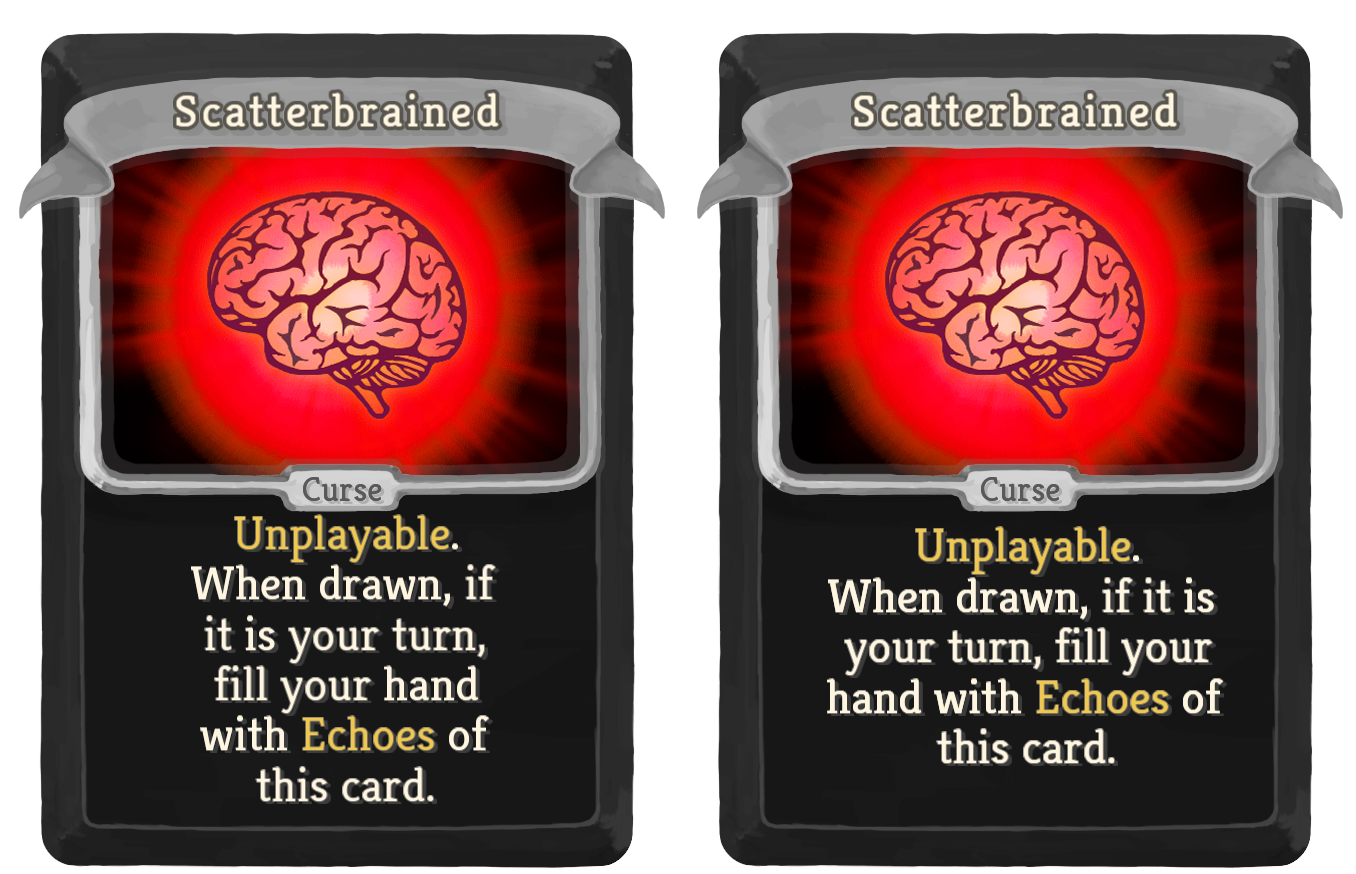 Scatterbrained
Curse
Unplayable.
When drawn, if
it is your turn,
fill your hand
with Echoes of
this card.
Scatterbrained
Curse
Unplayable.
When drawn, if it is
your turn, fill your
hand with Echoes of
this card.